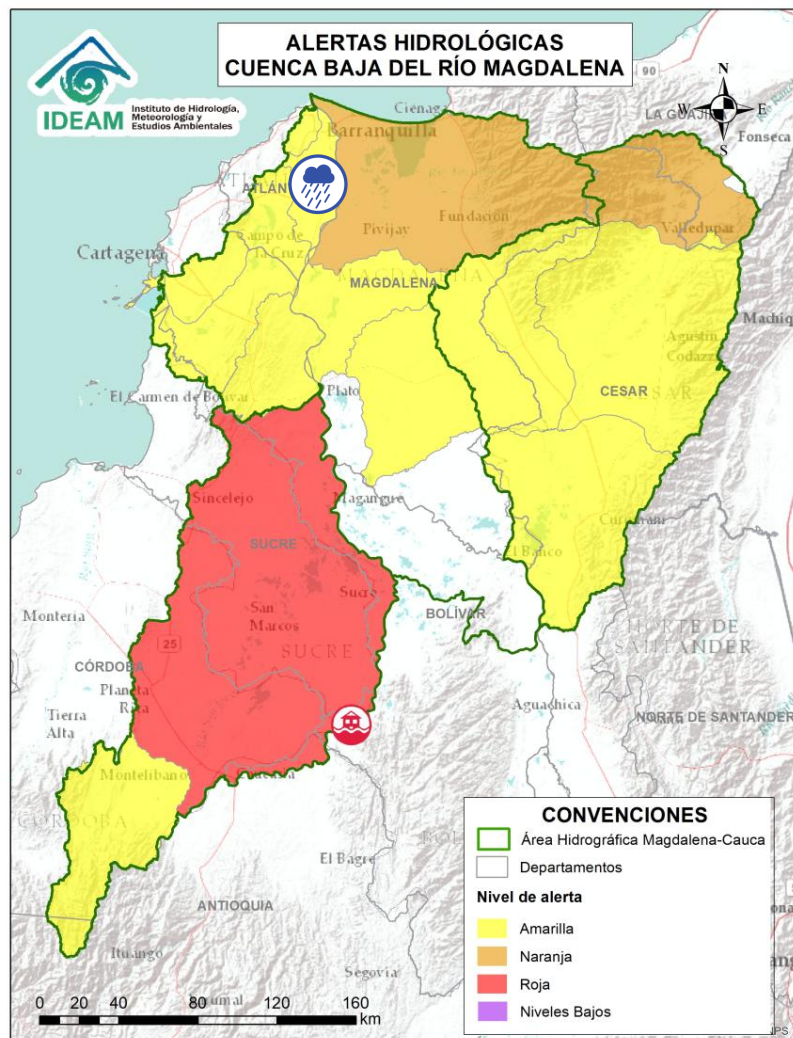 ALERTAS HIDROLÓGICAS
CUENCA BAJA DEL RÍO MAGDALENA
IDEAM
Instituto de Hidrología,
Meteorología y
Estudios Ambientales
N
W
E
S
90
Ciénaga
LA GUAJIRA
Barranquilla
Fonseca
ATLÁN
Pivijay
Fundación
Valledupar
Campo de
la Cruz
Cartagena
MAGDALENA
MAGDALENA
Machiq
Agustín
Codazzi
CESAR
El Carmen de Bolívar
Plato
Sincelejo
Magangue
SUCRE
El Banco
Sucre
San
Marcos
BOLÍVAR
Montería
SUCRE
NORTE DE
SANTANDER
25
CÓRDOBA
Planeta
Rica
Aguachica
Tierra
Alta
NORTE DE SANTANDER
Montelíbano
El Bagre
ANTIOQUIA
Ituango
Segovia
CONVENCIONES
Área Hidrográfica Magdalena-Cauca
Departamentos
Nivel de alerta
Amarilla
Naranja
Roja
Niveles Bajos
0 20 40 80 120 160
km
NPS